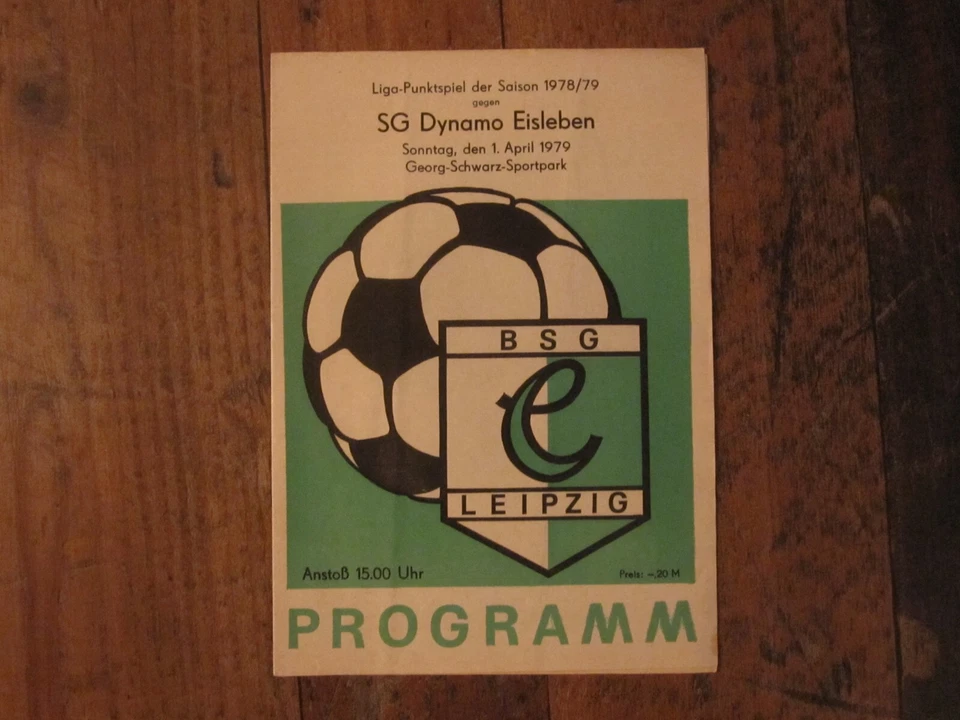 Liga-Punktspiel der Saison 1978/79
gegen
SG Dynamo Eisleben
Sonntag, den 1. April 1979
Georg-Schwarz-Sportpark
BSG
C
LEIPZIG
Anstoß 15.00 Uhr
Preis: –,20 M
PROGRAMM